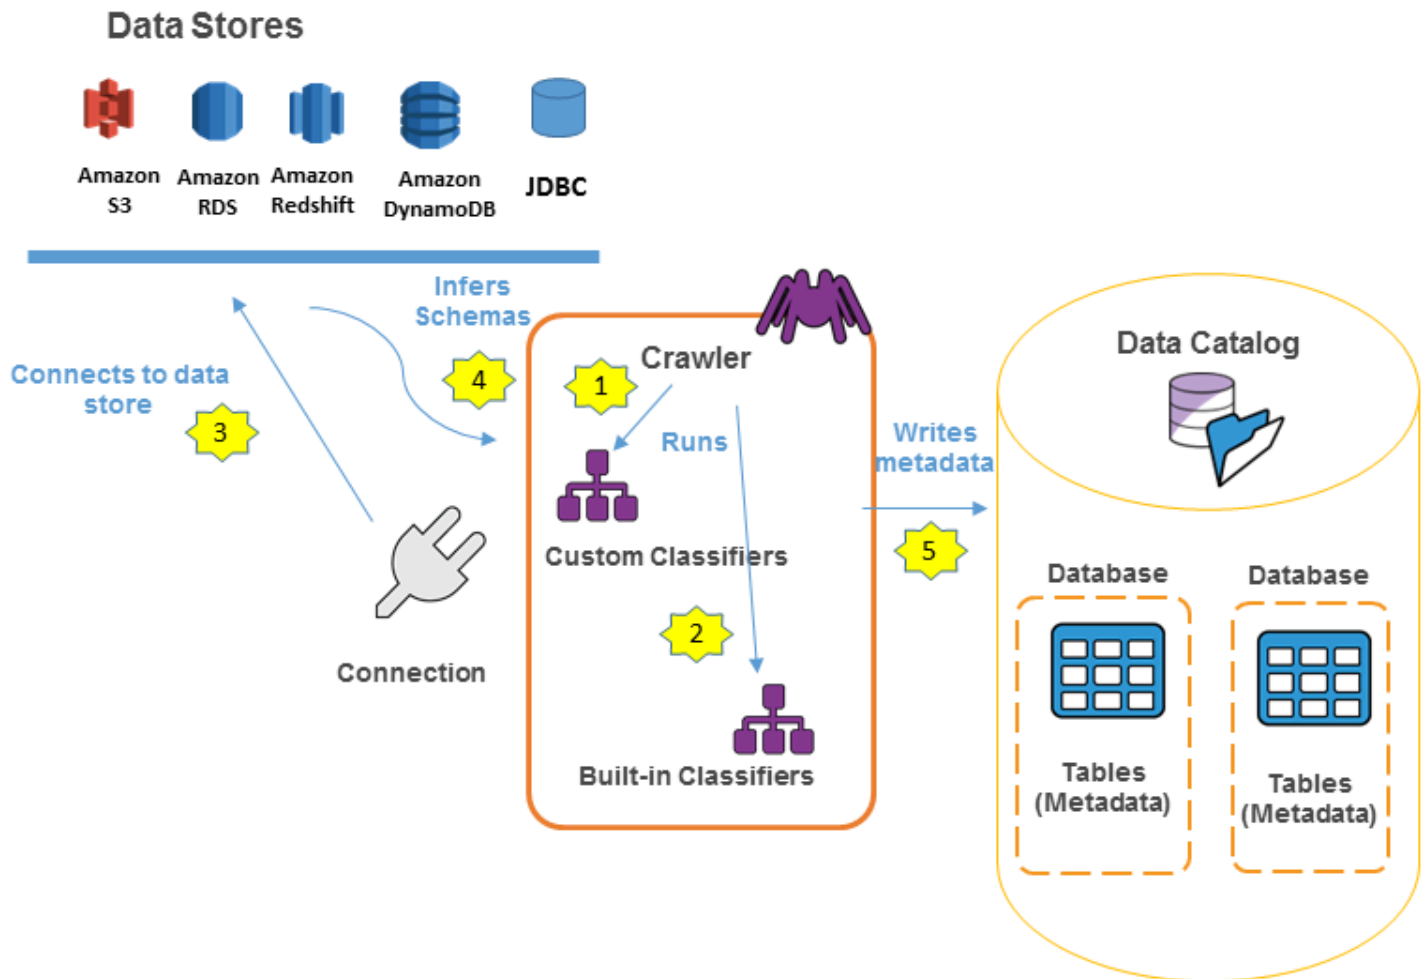 Data Stores
Amazon
S3
Amazon
RDS
Amazon
Redshift
Amazon
DynamoDB
JDBC
Infers
Schemas
4
Connects to data
store
3
Connection
Crawler
1
Runs
Custom Classifiers
2
Built-in Classifiers
Writes
metadata
5
Data Catalog
Database
Tables
(Metadata)
Database
Tables
(Metadata)